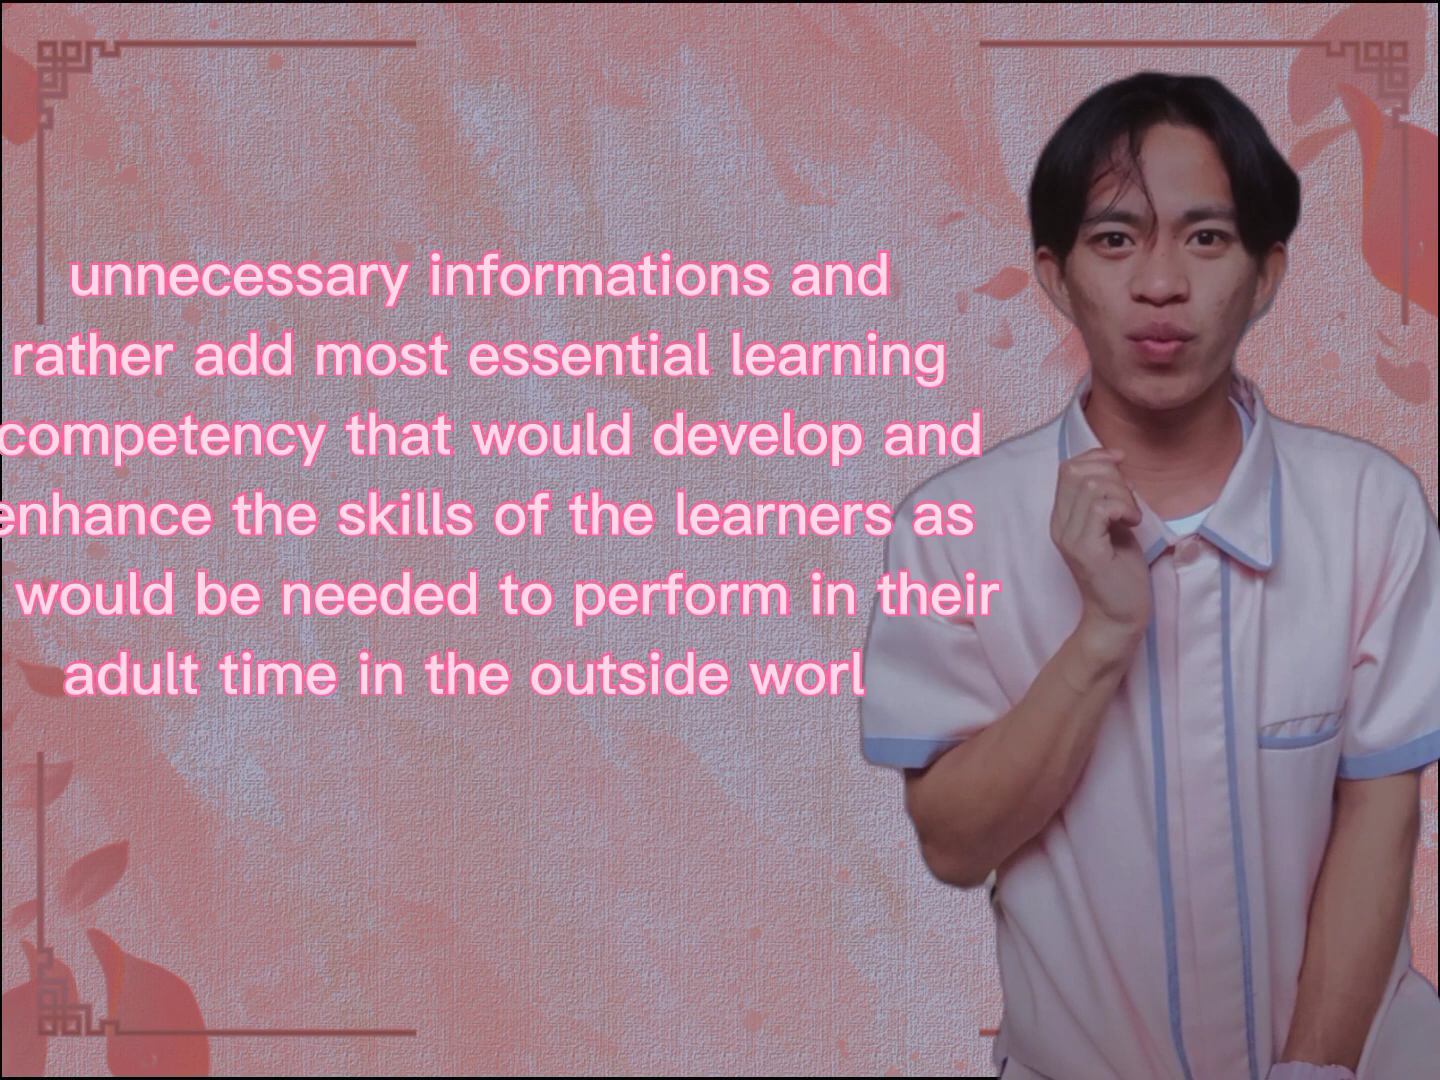 unnecessary informations and
rather add most essential learning
competency that would develop and
enhance the skills of the learners as
would be needed to perform in their
adult time in the outside worl